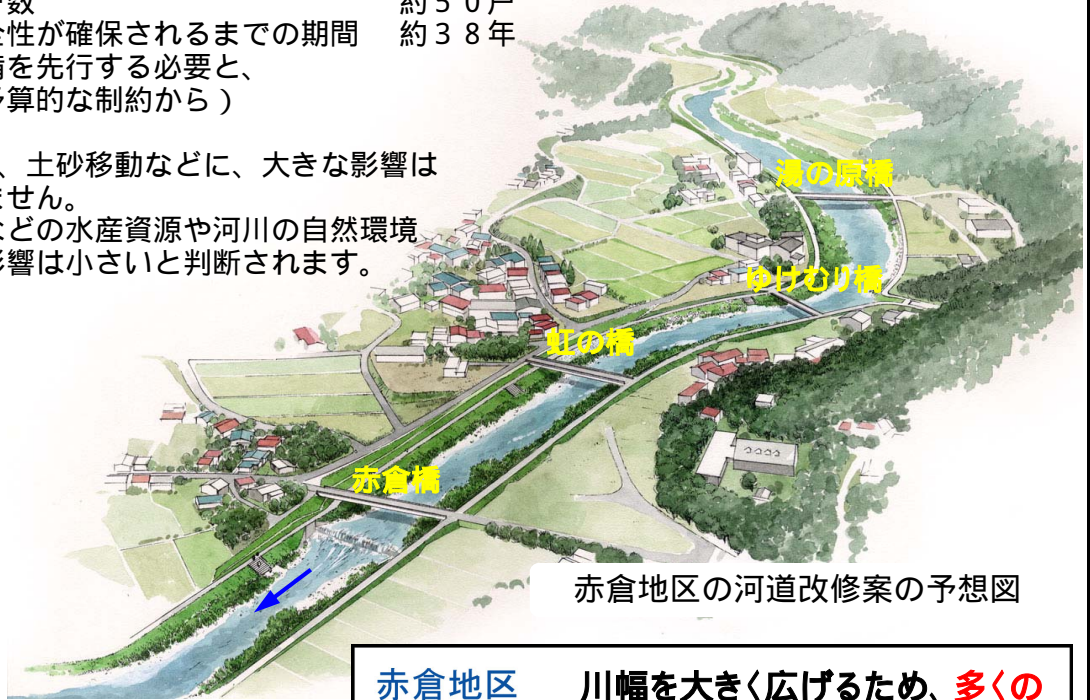 数 約５０戸
全性が確保されるまでの期間 約３８年
備を先行する必要と、
予算的な制約から）
、土砂移動などに、大きな影響は
ません。
などの水産資源や河川の自然環境
影響は小さいと判断されます。
湯の原橋
ゆけむり橋
虹の橋
赤倉橋
赤倉地区の河道改修案の予想図
赤倉地区 川幅を大きく広げるため、多くの